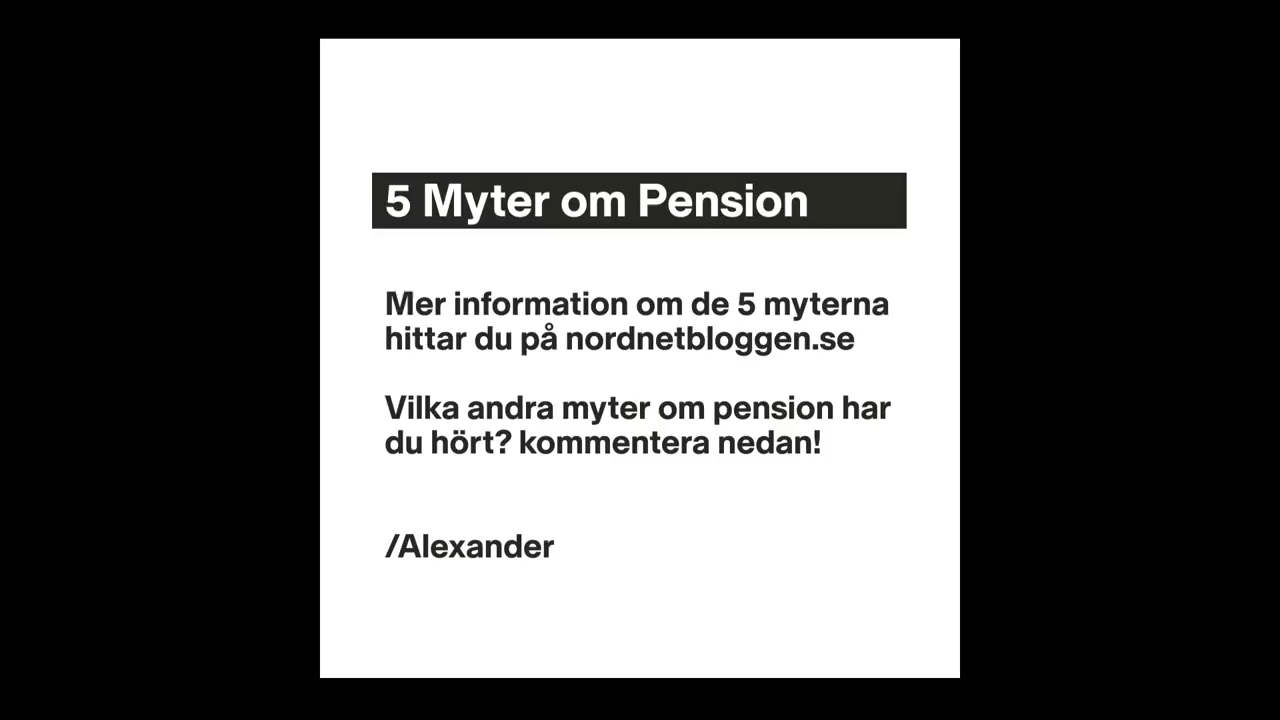 5 Myter om Pension
Mer information om de 5 myterna
hittar du på nordnetbloggen.se
Vilka andra myter om pension har
du hört? kommentera nedan!
/Alexander